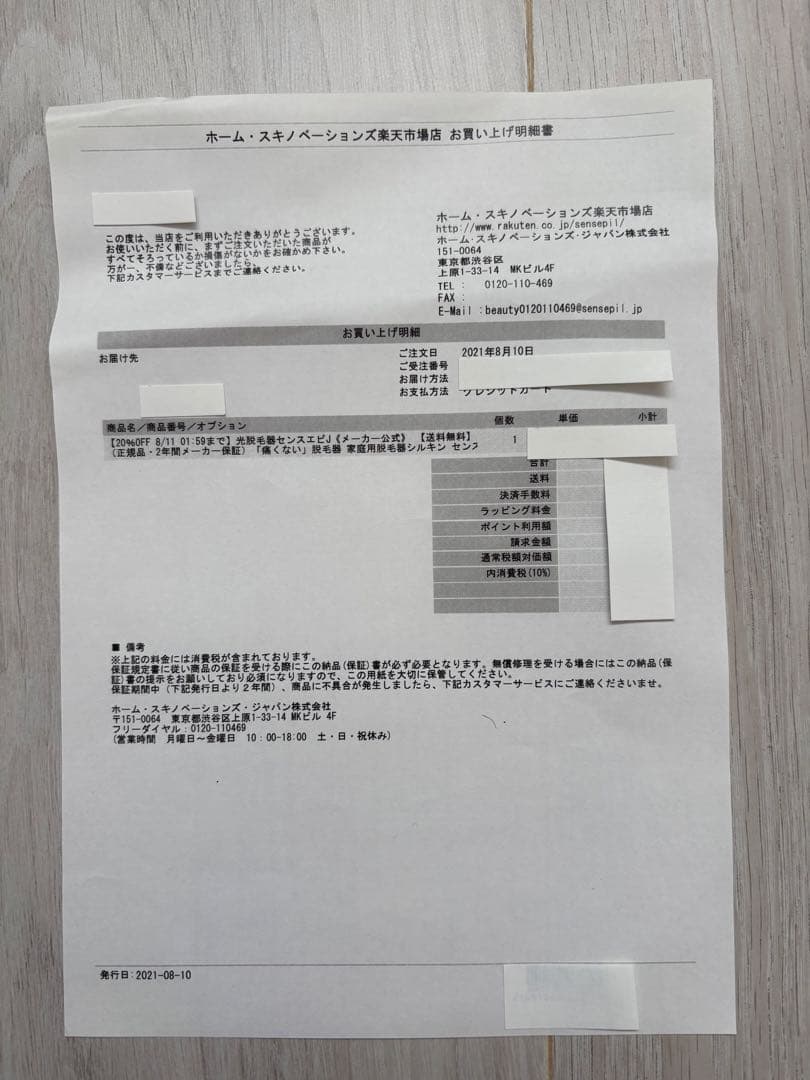 ホーム・スキノベーションズ楽天市場店 お買い上げ明細書
この度は、当店をご利用いただきありがとうございます。
お使いいただく前に、まずご注文いただいた商品が
すべてそろっているか損傷がないかをお確かめ下さい。
万が一、不備などございましたら、
下記カスタマーサービスまでご連絡ください。
ホーム・スキノベーションズ楽天市場店
http://www.rakuten.co.jp/sensepil/
ホーム・スキノベーションズ・ジャパン株式会社
151-0064
東京都渋谷区
上原1-33-14 MKビル4F
TEL : 0120-110-469
FAX :
E-Mail :beauty0120110469@sensepil.jp
お買い上げ明細
お届け先
ご注文日 2021年8月10日
ご受注番号
お届け方法
お支払方法 クレジットカード
商品名／商品番号／オプション 個数 単価 小計
【20%OFF 8/11 01:59まで】光脱毛器センスエピJ《メーカー公式》 【送料無料】 1
（正規品・2年間メーカー保証）「痛くない」脱毛器 家庭用脱毛器シルキン センス
合計
送料
決済手数料
ラッピング料金
ポイント利用額
請求金額
通常税額対価額
内消費税(10%)
■ 備考
※上記の料金には消費税が含まれております。
保証規定書に従い商品の保証を受ける際にこの納品(保証)書が必ず必要となります。無償修理を受ける場合にはこの納品(保
証)書の提示をお願いしており必須になりますので、この用紙を大切に保管してください。
保証期間中（下記発行日より２年間）、商品に不具合が発生しましたら、下記カスタマーサービスにご連絡くださいませ。
ホーム・スキノベーションズ・ジャパン株式会社
〒151-0064 東京都渋谷区上原1-33-14 MKビル 4F
フリーダイヤル：0120-110469
(営業時間 月曜日～金曜日 10：00-18:00 土・日・祝休み)
発行日:2021-08-10